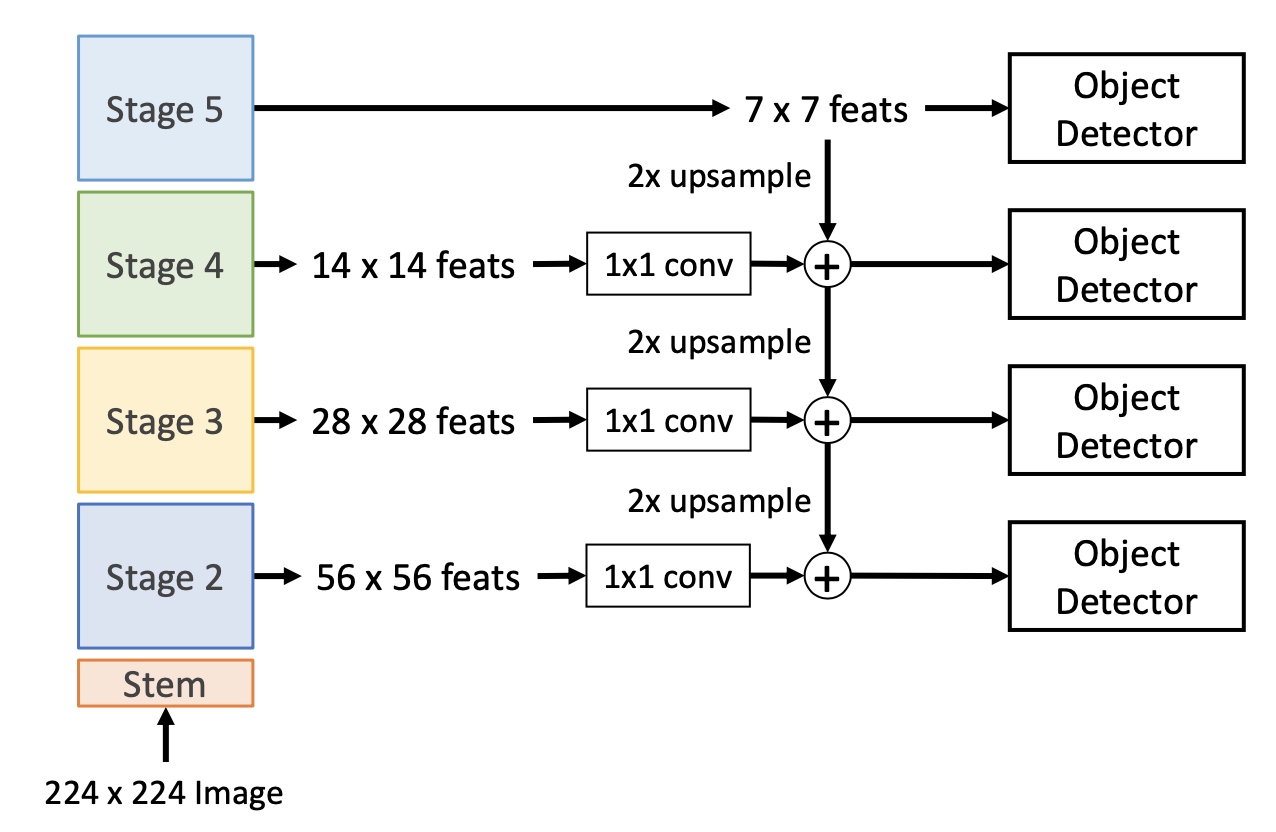 Stage 5
7 x 7 feats
Object
Detector
2x upsample
Stage 4
14 x 14 feats
1x1 conv
+
Object
Detector
2x upsample
Stage 3
28 x 28 feats
1x1 conv
+
Object
Detector
2x upsample
Stage 2
56 x 56 feats
1x1 conv
+
Object
Detector
Stem
224 x 224 Image